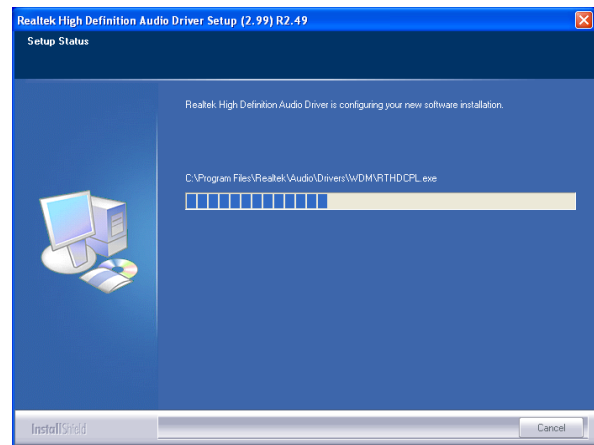 Realtek High Definition Audio Driver Setup (2.99) R2.49
Setup Status
Realtek High Definition Audio Driver is configuring your new software installation.
C:\Program Files\Realtek\Audio\Drivers\WDM\RTHDCPL.exe
InstallShield
Cancel